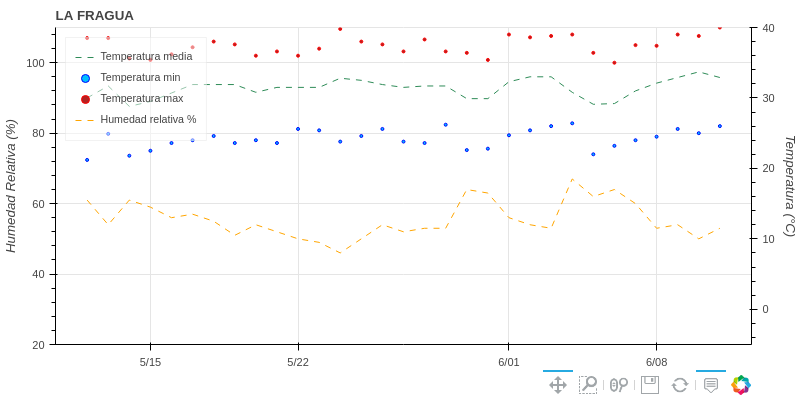 LA FRAGUA
Temperatura media
Temperatura min
Temperatura max
Humedad relativa %
Humedad Relativa (%)
100
80
60
40
20
Temperatura (°C)
40
30
20
10
0
5/15
5/22
6/01
6/08